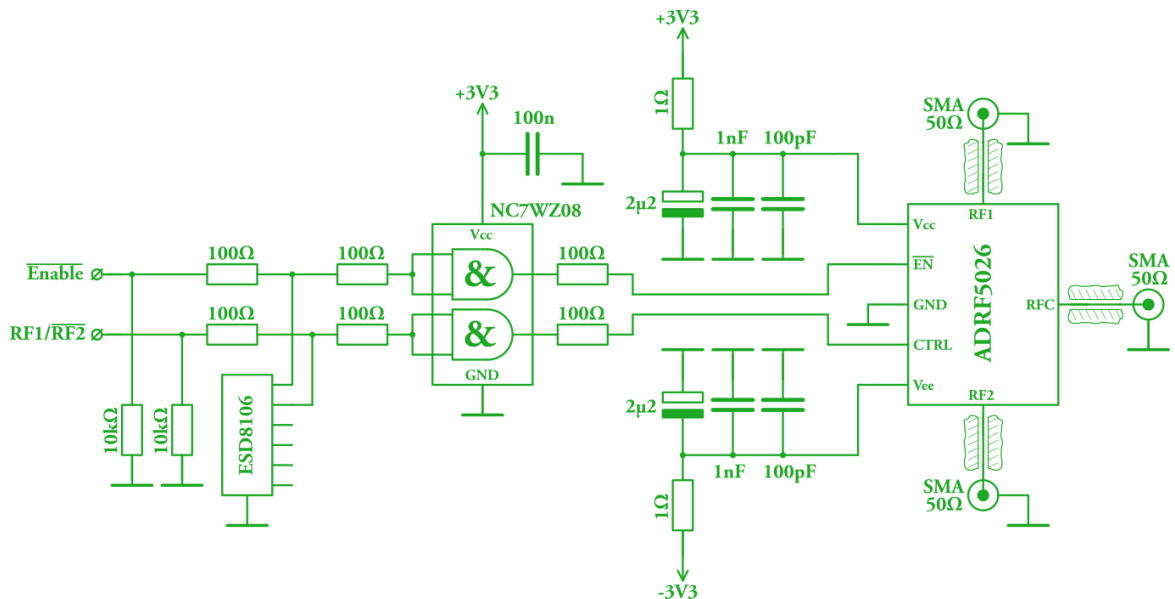 +3V3
1Ω
+3V3
100n
SMA
50Ω
1nF
100pF
2µ2
NC7WZ08
Vcc
RF1
Vcc
100Ω
100Ω
100Ω
Enable
&
EN
SMA
50Ω
ADRF5026
GND
RFC
100Ω
100Ω
100Ω
RF1/RF2
&
CTRL
GND
Vee
RF2
2µ2
10kΩ
10kΩ
ESD8106
1nF
100pF
SMA
50Ω
1Ω
-3V3